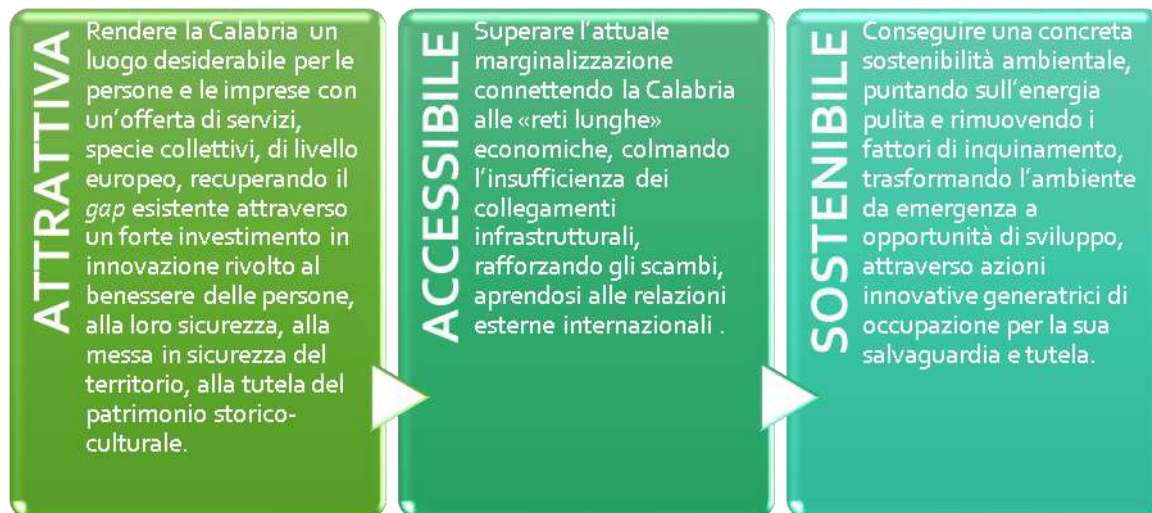 ATTRATTIVA
Rendere la Calabria un
luogo desiderabile per le
persone e le imprese con
un'offerta di servizi,
specie collettivi, di livello
europeo, recuperando il
gap esistente attraverso
un forte investimento in
innovazione rivolto al
benessere delle persone,
alla loro sicurezza, alla
messa in sicurezza del
territorio, alla tutela del
patrimonio storico-
culturale.
ACCESSIBILE
Superare l'attuale
marginalizzazione
connettendo la Calabria
alle «reti lunghe»
economiche, colmando
l'insufficienza dei
collegamenti
infrastrutturali,
rafforzando gli scambi,
aprendosi alle relazioni
esterne internazionali .
SOSTENIBILE
Conseguire una concreta
sostenibilità ambientale,
puntando sull'energia
pulita e rimuovendo i
fattori di inquinamento,
trasformando l'ambiente
da emergenza a
opportunità di sviluppo,
attraverso azioni
innovative generatrici di
occupazione per la sua
salvaguardia e tutela.